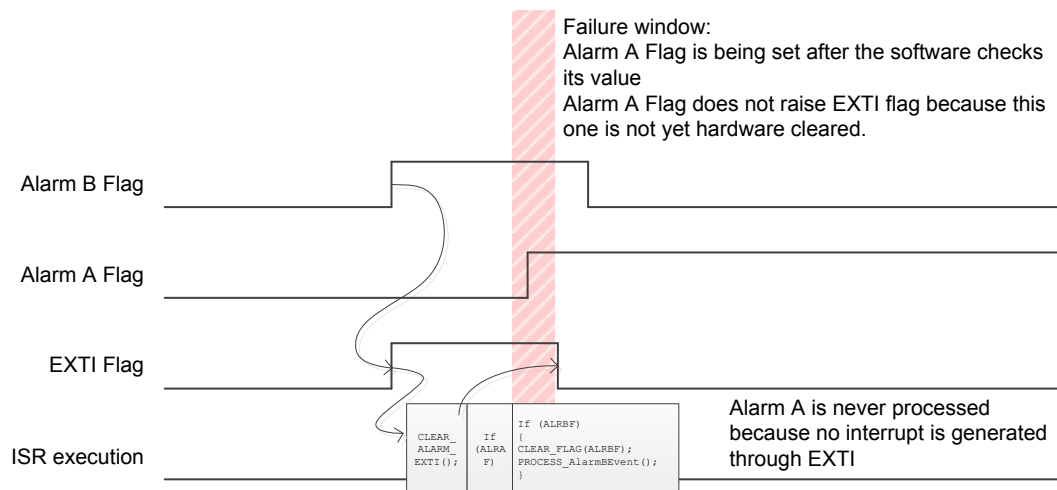 Failure window:
Alarm A Flag is being set after the software checks
its value
Alarm A Flag does not raise EXTI flag because this
one is not yet hardware cleared.
Alarm B Flag
Alarm A Flag
EXTI Flag
ISR execution
CLEAR_
ALARM_
EXTI();
If
(ALRA
F)
If (ALRBF)
{
CLEAR_FLAG(ALRBF);
PROCESS_AlarmBEvent();
}
Alarm A is never processed
because no interrupt is generated
through EXTI